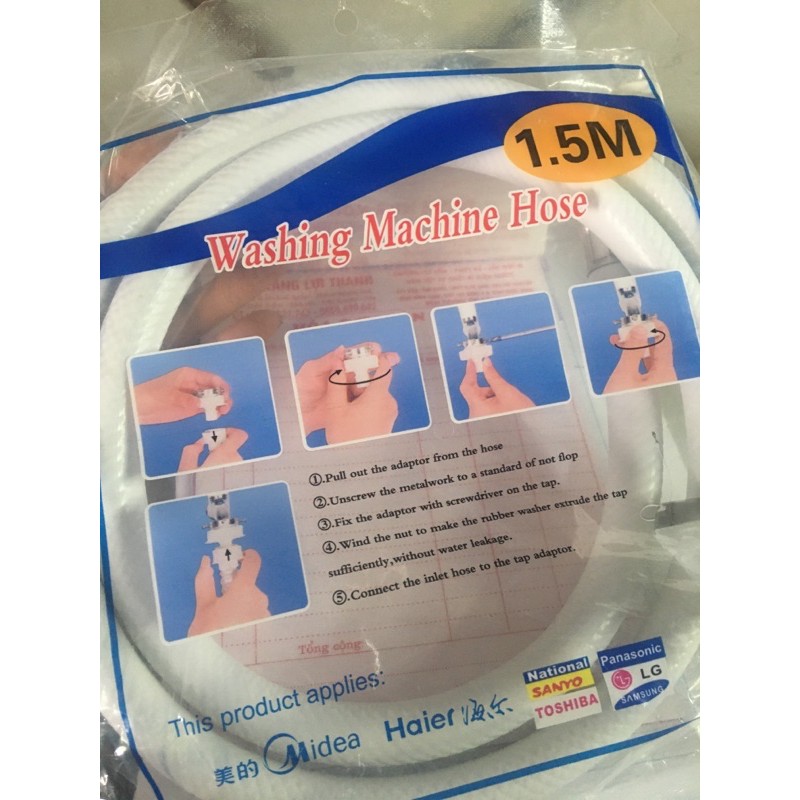 1.5M
Washing Machine Hose
①.Pull out the adaptor from the hose
②.Unscrew the metalwork to a standard of not flop
③.Fix the adaptor with screwdriver on the tap.
④.Wind the nut to make the rubber washer extrude the tap
sufficiently,without water leakage.
⑤.Connect the inlet hose to the tap adaptor.
Tổng cộng
This product applies:
美的 Midea Haier 海尔
National
SANYO
TOSHIBA
Panasonic
LG
SAMSUNG